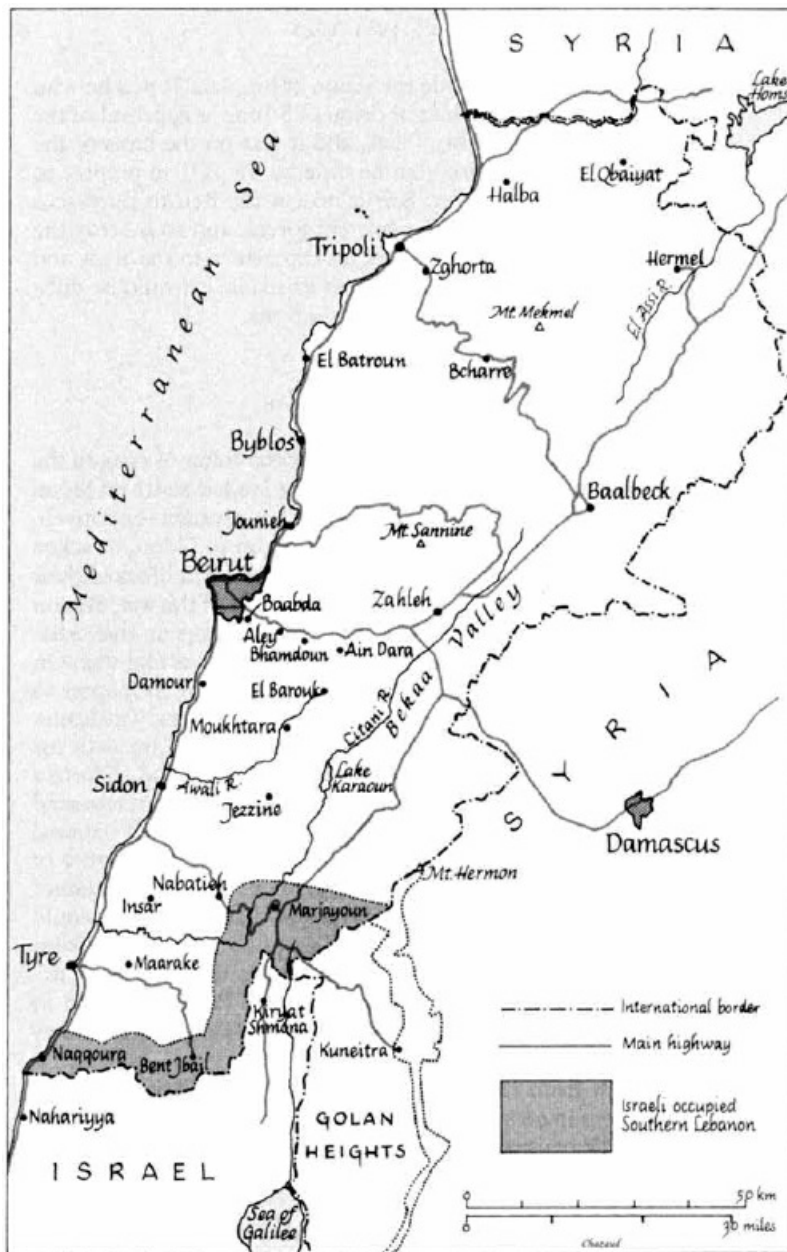 SYRIA
Lake Homs
Halba
El Qbaiyat
Mediterranean Sea
Tripoli
Zghorta
Hermel
El Assi R.
Mt. Mekmel
El Batroun
Bcharre
Byblos
Baalbeck
Jounieh
Mt. Sannine
Beirut
Baabda
Zahleh
Aley
Bhamdoun
Ain Dara
Bekaa Valley
Damour
El Barouk
Litani R.
SYRIA
Moukhtara
Sidon
Awali R.
Lake
Karaoun
Jezzine
Damascus
Mt. Hermon
Nabatieh
Insar
Marjayoun
Tyre
Maarake
Kiryat
Shmona
International border
Main highway
Naqqoura
Bent Jbail
Kuneitra
Israeli occupied
Southern Lebanon
Nahariyya
GOLAN
HEIGHTS
ISRAEL
Sea of
Galilee
0 50 km
0 30 miles
Chazaud